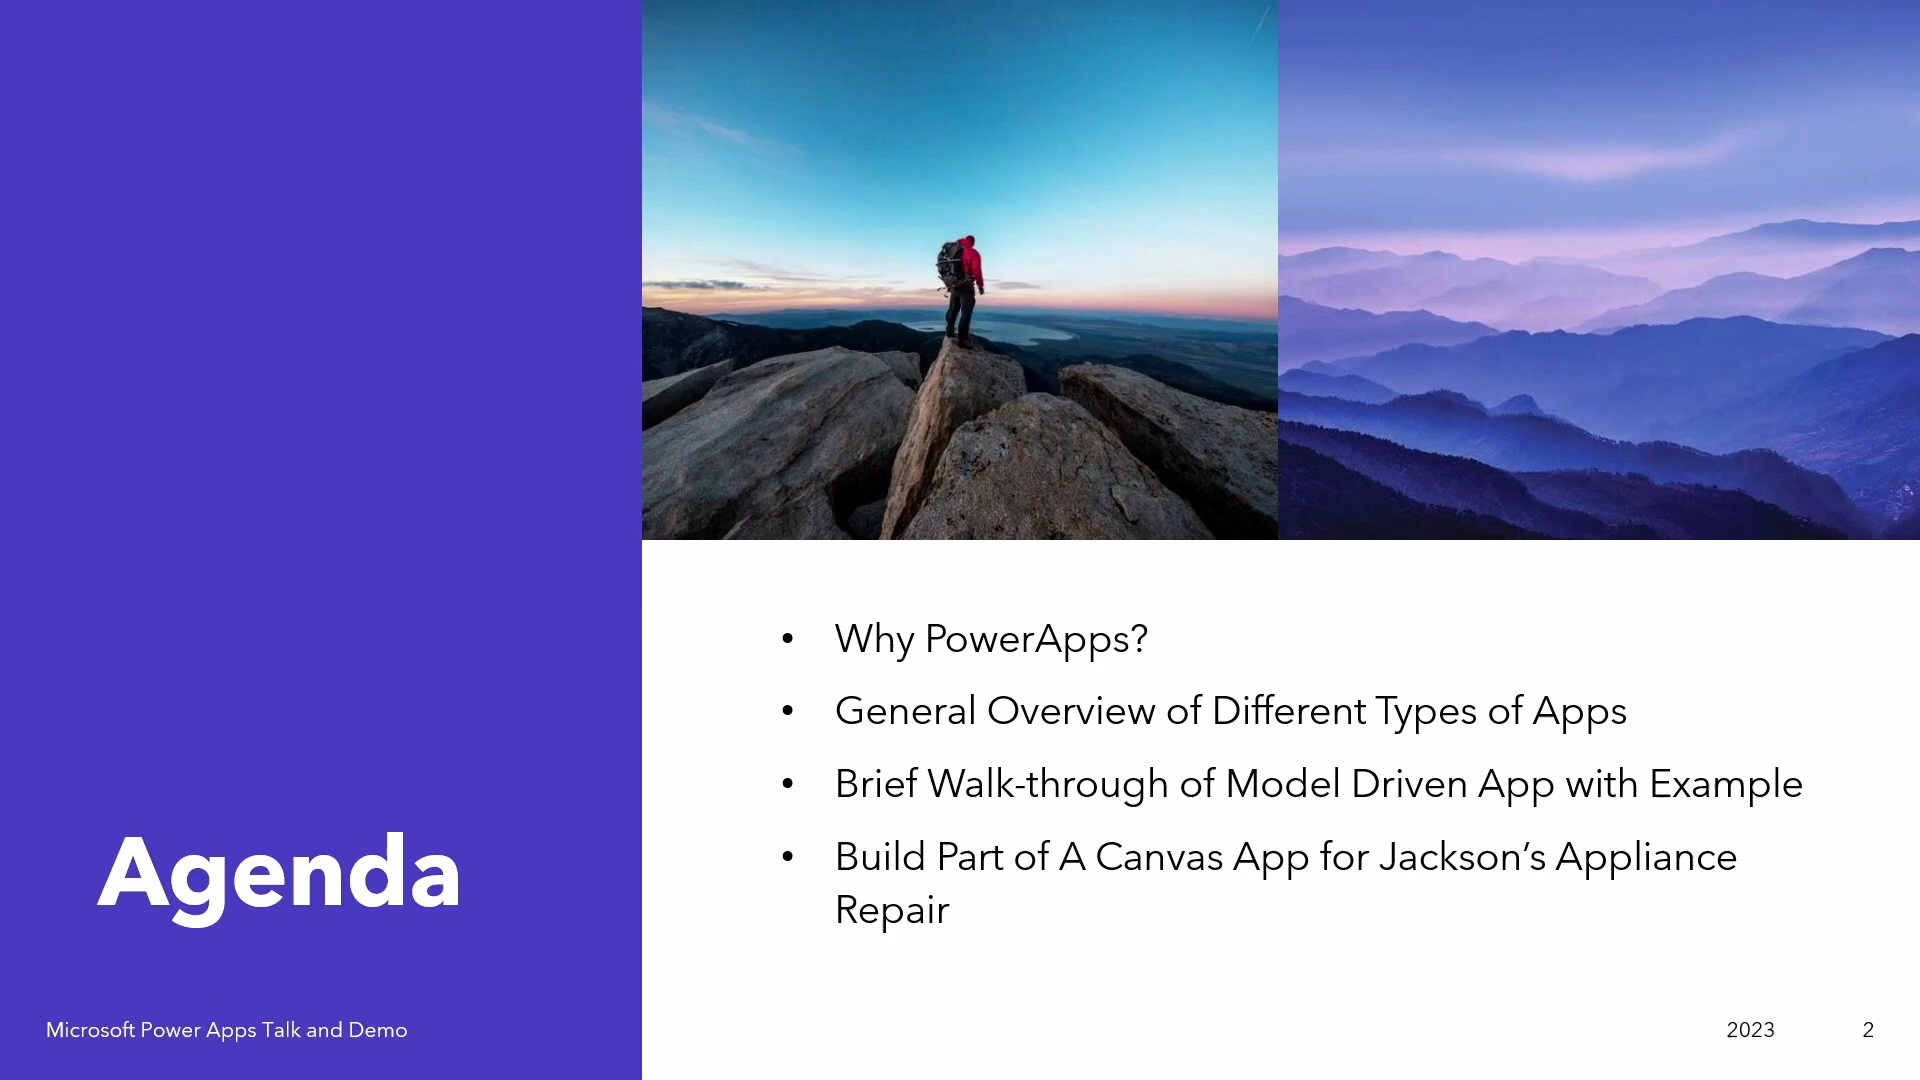 Agenda
• Why PowerApps?
• General Overview of Different Types of Apps
• Brief Walk-through of Model Driven App with Example
• Build Part of A Canvas App for Jackson’s Appliance
Repair
Microsoft Power Apps Talk and Demo
2023
2